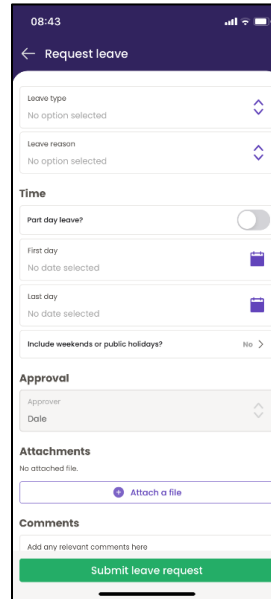 08:43
Request leave
Leave type
No option selected
Leave reason
No option selected
Time
Part day leave?
First day
No date selected
Last day
No date selected
Include weekends or public holidays? No
Approval
Approver
Dale
Attachments
No attached file.
Attach a file
Comments
Add any relevant comments here
Submit leave request